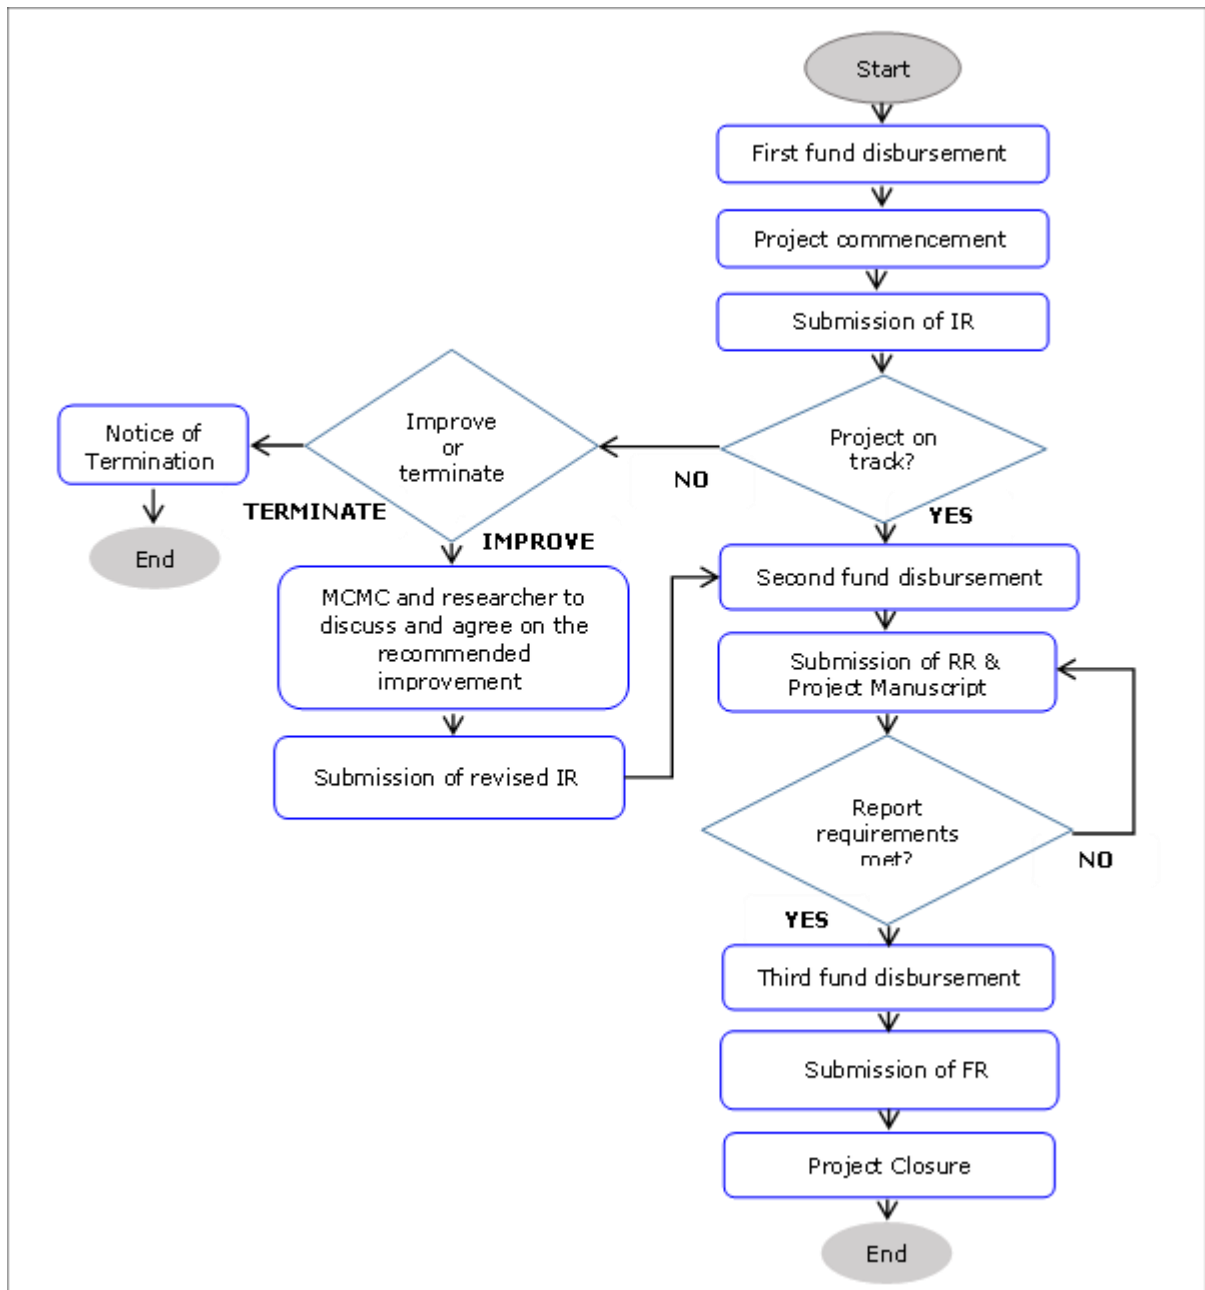 Start
First fund disbursement
Project commencement
Submission of IR
Project on
track?
NO
YES
Improve
or
terminate
TERMINATE
IMPROVE
Notice of
Termination
End
MCMC and researcher to
discuss and agree on the
recommended
improvement
Submission of revised IR
Second fund disbursement
Submission of RR &
Project Manuscript
Report
requirements
met?
NO
YES
Third fund disbursement
Submission of FR
Project Closure
End